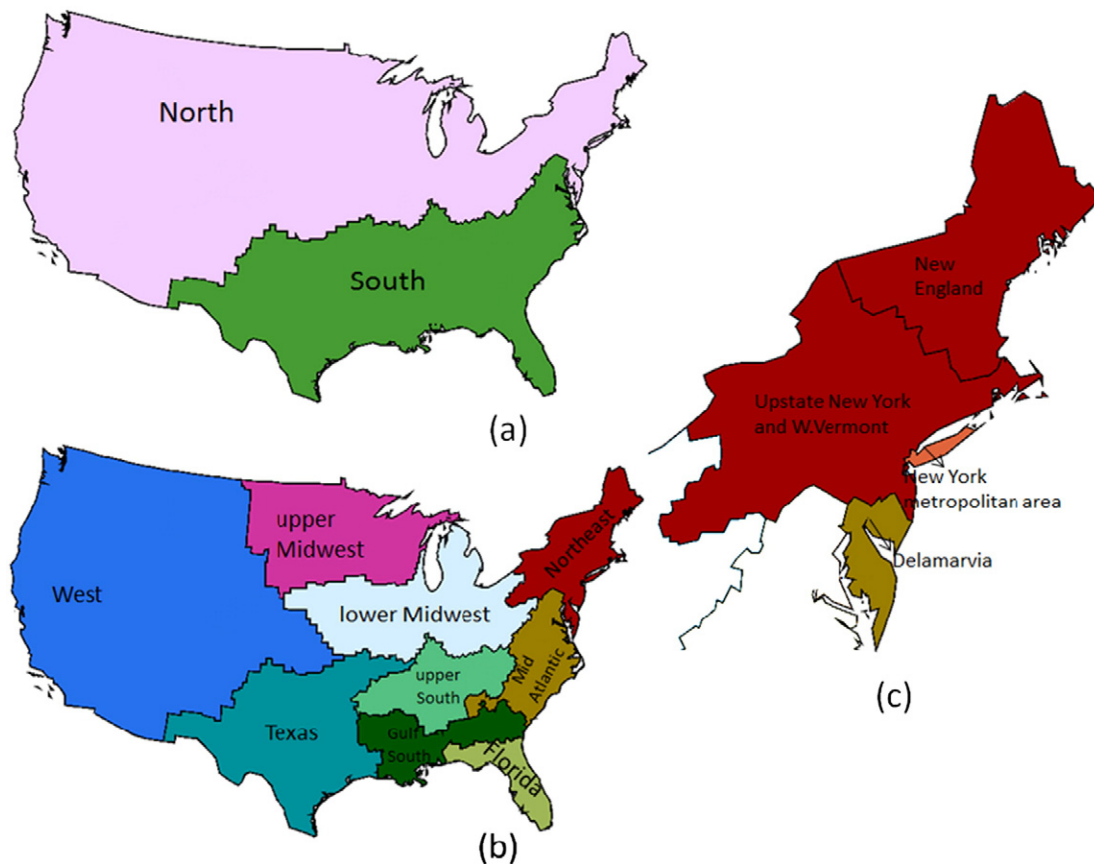 North
South
(a)
New
England
Upstate New York
and W.Vermont
New York
metropolitan area
Delamarvia
(c)
upper
Midwest
West
lower Midwest
Northeast
upper
South
Mid
Atlantic
Texas
Gulf
South
Florida
(b)